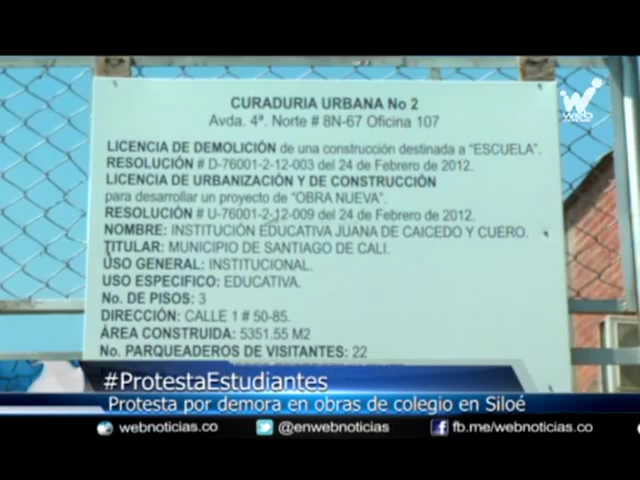 CURADURIA URBANA No 2
Avda. 4ª. Norte # 8N-67 Oficina 107
LICENCIA DE DEMOLICIÓN de una construcción destinada a “ESCUELA”.
RESOLUCIÓN # D-76001-2-12-003 del 24 de Febrero de 2012.
LICENCIA DE URBANIZACIÓN Y DE CONSTRUCCIÓN
para desarrollar un proyecto de “OBRA NUEVA”.
RESOLUCIÓN # U-76001-2-12-009 del 24 de Febrero de 2012.
NOMBRE: INSTITUCIÓN EDUCATIVA JUANA DE CAICEDO Y CUERO.
TITULAR: MUNICIPIO DE SANTIAGO DE CALI.
USO GENERAL: INSTITUCIONAL.
USO ESPECIFICO: EDUCATIVA.
No. DE PISOS: 3
DIRECCIÓN: CALLE 1 # 50-85.
ÁREA CONSTRUIDA: 5351.55 M2
No. PARQUEADEROS DE VISITANTES: 22
web
#ProtestaEstudiantes
Protesta por demora en obras de colegio en Siloé
webnoticias.co @enwebnoticias fb.me/webnoticias.co